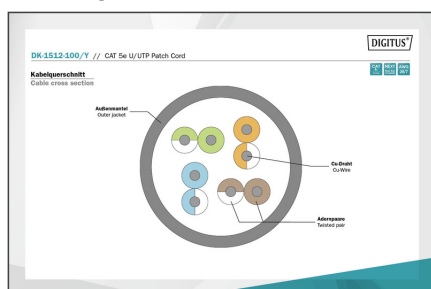 DIGITUS®
DK-1512-100/Y // CAT 5e U/UTP Patch Cord
Kabelquerschnitt
Cable cross section
Außenmantel
Outer jacket
Cu-Draht
Cu-Wire
Adernpaare
Twisted pair